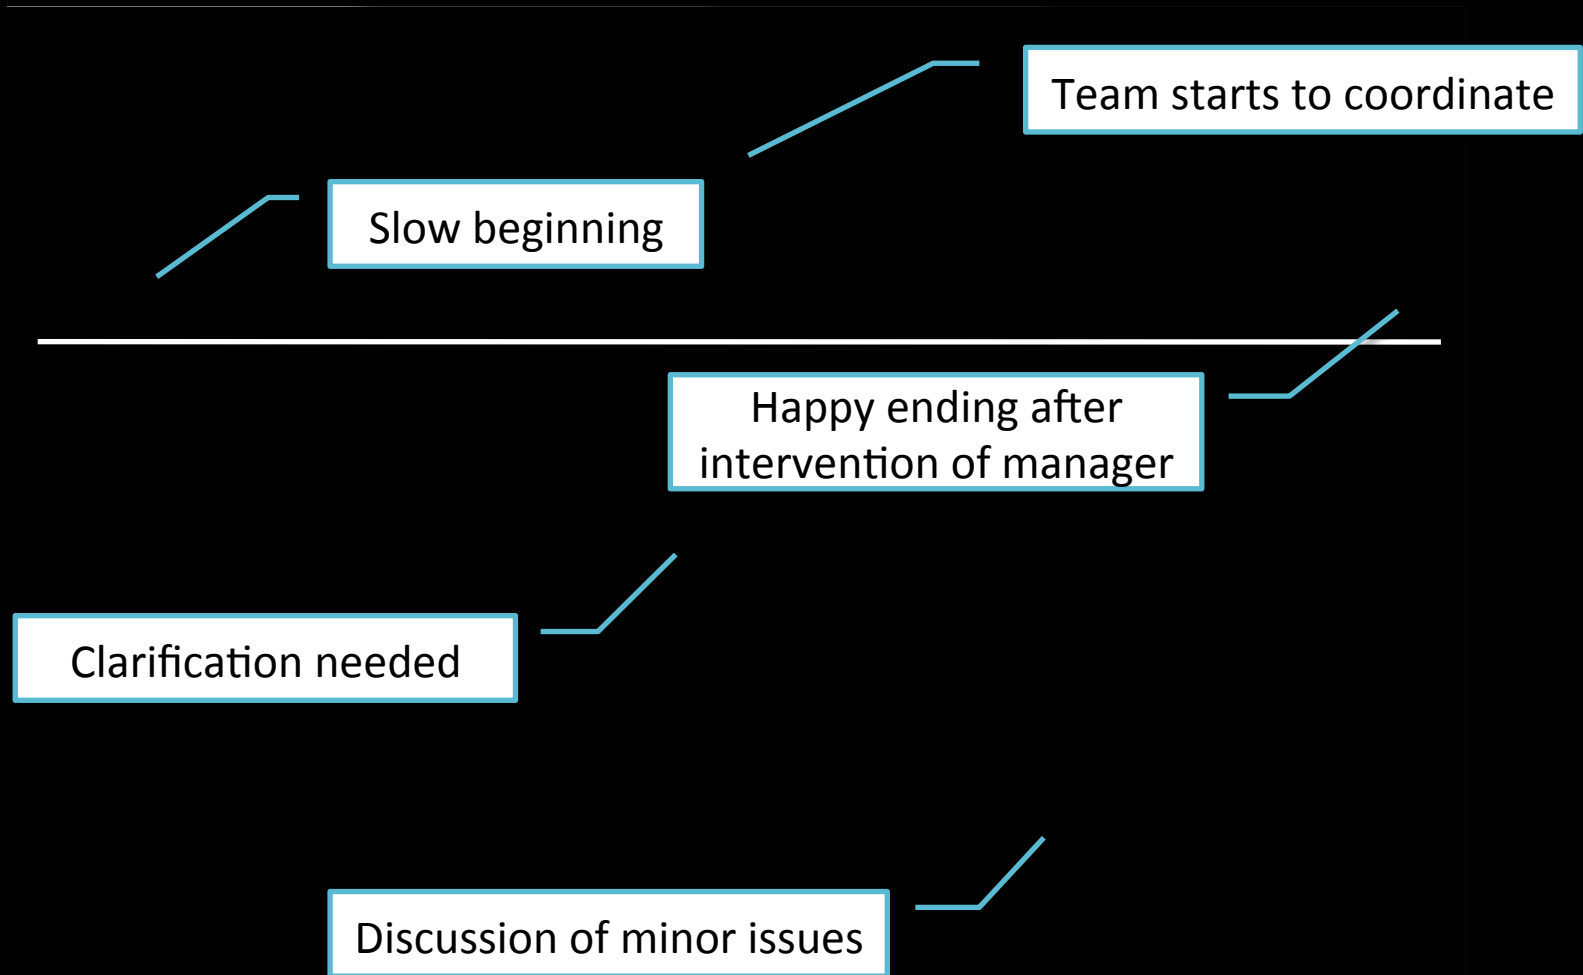 Team starts to coordinate
Slow beginning
Happy ending after
intervention of manager
Clarification needed
Discussion of minor issues